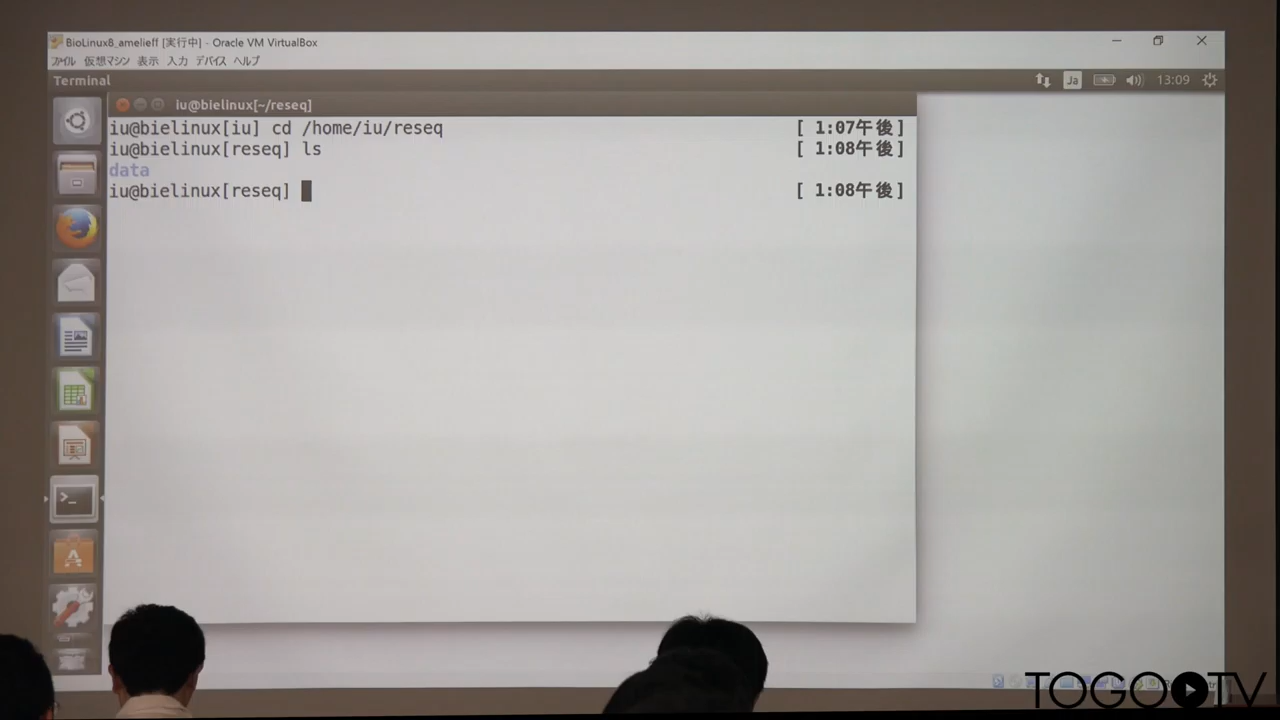 BioLinux8_amelieff [実行中] - Oracle VM VirtualBox
ファイル 仮想マシン 表示 入力 デバイス ヘルプ
Terminal
Ja
13:09
iu@bielinux[~/reseq]
iu@bielinux[iu] cd /home/iu/reseq [ 1:07午後]
iu@bielinux[reseq] ls [ 1:08午後]
data
iu@bielinux[reseq] [ 1:08午後]
TOGO TV